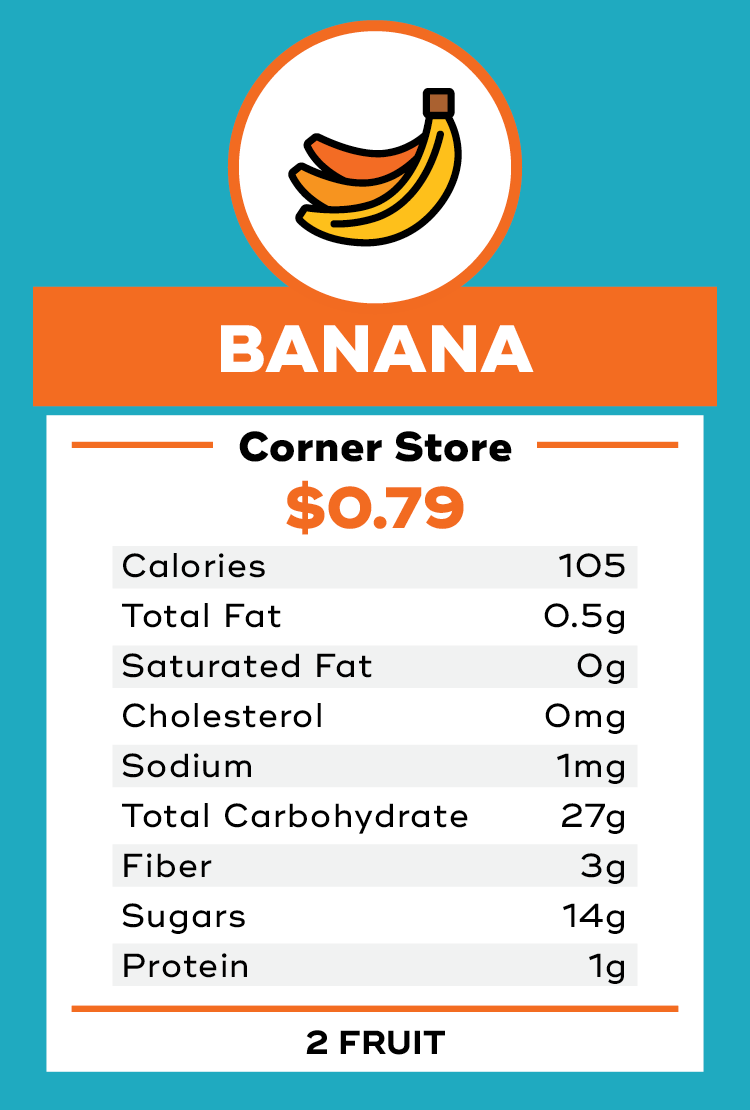 BANANA
Corner Store
$0.79
Calories 105
Total Fat 0.5g
Saturated Fat 0g
Cholesterol 0mg
Sodium 1mg
Total Carbohydrate 27g
Fiber 3g
Sugars 14g
Protein 1g
2 FRUIT